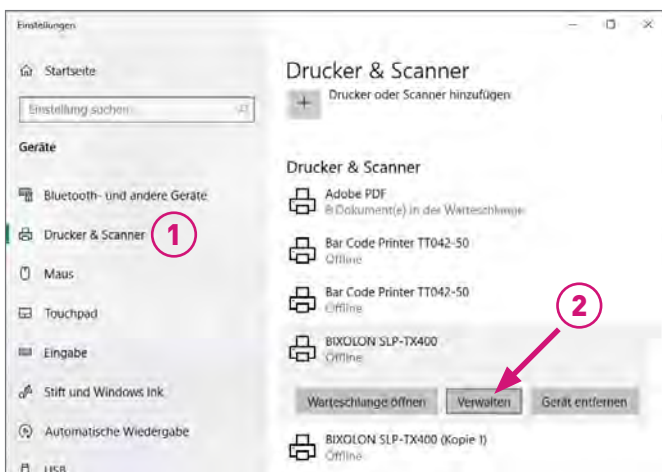 Einstellungen
Startseite
Einstellung suchen
Geräte
Bluetooth- und andere Geräte
Drucker & Scanner
1
Maus
Touchpad
Eingabe
Stift und Windows Ink
Automatische Wiedergabe
USB
Drucker & Scanner
Drucker oder Scanner hinzufügen
Drucker & Scanner
Adobe PDF
8 Dokument(e) in der Warteschlange
Bar Code Printer TT042-50
Offline
Bar Code Printer TT042-50
Offline
2
BIXOLON SLP-TX400
Offline
Warteschlange öffnen Verwalten Gerät entfernen
BIXOLON SLP-TX400 (Kopie 1)
Offline